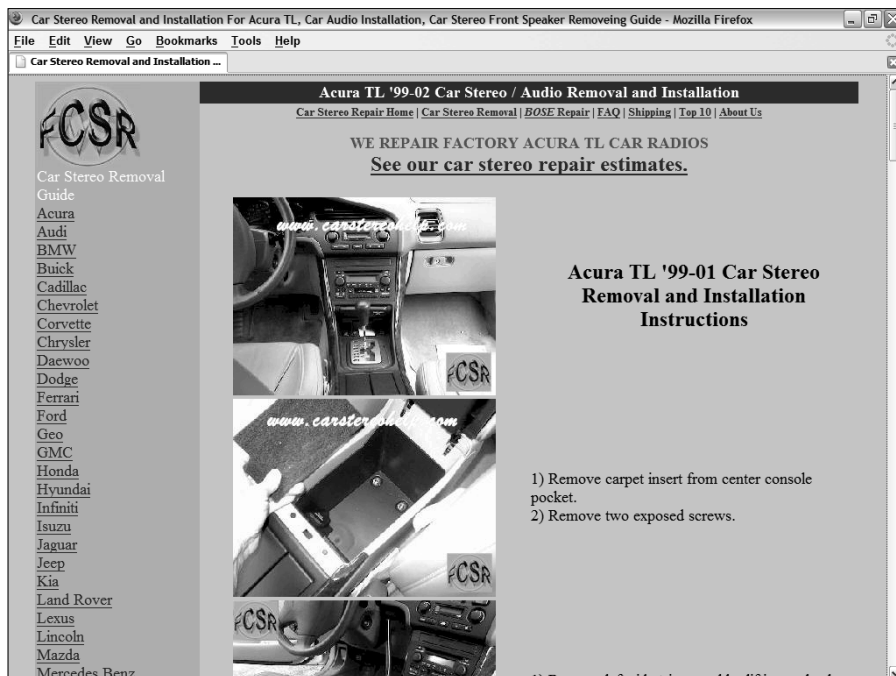 Car Stereo Removal and Installation For Acura TL, Car Audio Installation, Car Stereo Front Speaker Removeing Guide - Mozilla Firefox
File Edit View Go Bookmarks Tools Help
Car Stereo Removal and Installation ...
FCSR
Car Stereo Removal
Guide
Acura
Audi
BMW
Buick
Cadillac
Chevrolet
Corvette
Chrysler
Daewoo
Dodge
Ferrari
Ford
Geo
GMC
Honda
Hyundai
Infiniti
Isuzu
Jaguar
Jeep
Kia
Land Rover
Lexus
Lincoln
Mazda
Mercedes Benz
Acura TL '99-02 Car Stereo / Audio Removal and Installation
Car Stereo Repair Home | Car Stereo Removal | BOSE Repair | FAQ | Shipping | Top 10 | About Us
WE REPAIR FACTORY ACURA TL CAR RADIOS
See our car stereo repair estimates.
www.carstereohelp.com
FCSR
Acura TL '99-01 Car Stereo
Removal and Installation
Instructions
www.carstereohelp.com
FCSR
1) Remove carpet insert from center console
pocket.
2) Remove two exposed screws.
FCSR